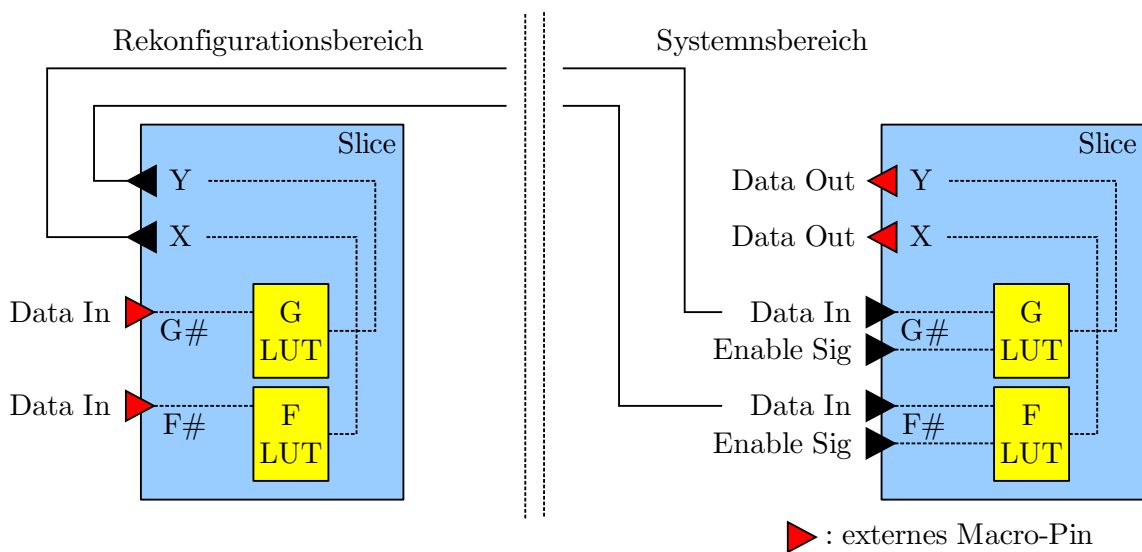 Rekonfigurationsbereich
Systemnsbereich
Slice
Y
X
Data In
G#
G
LUT
Data In
F#
F
LUT
Slice
Data Out
Y
Data Out
X
Data In
Enable Sig
G#
G
LUT
Data In
Enable Sig
F#
F
LUT
: externes Macro-Pin